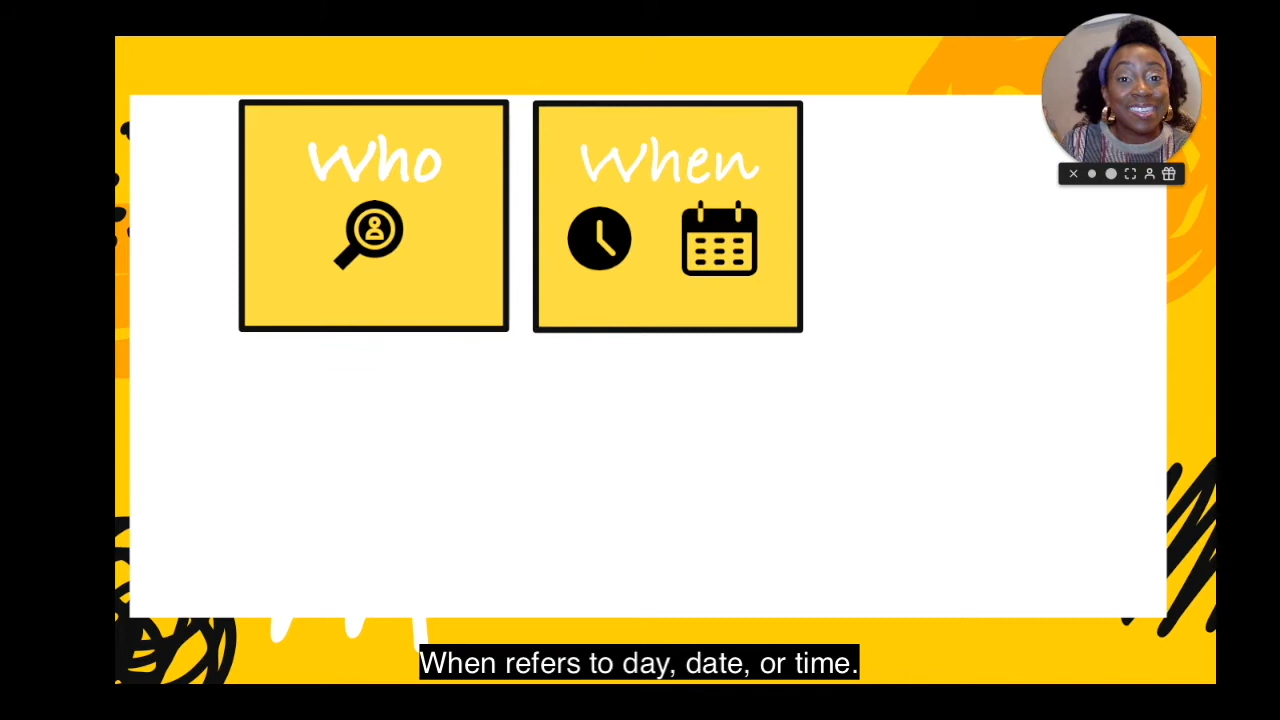 Who
When
When refers to day, date, or time.